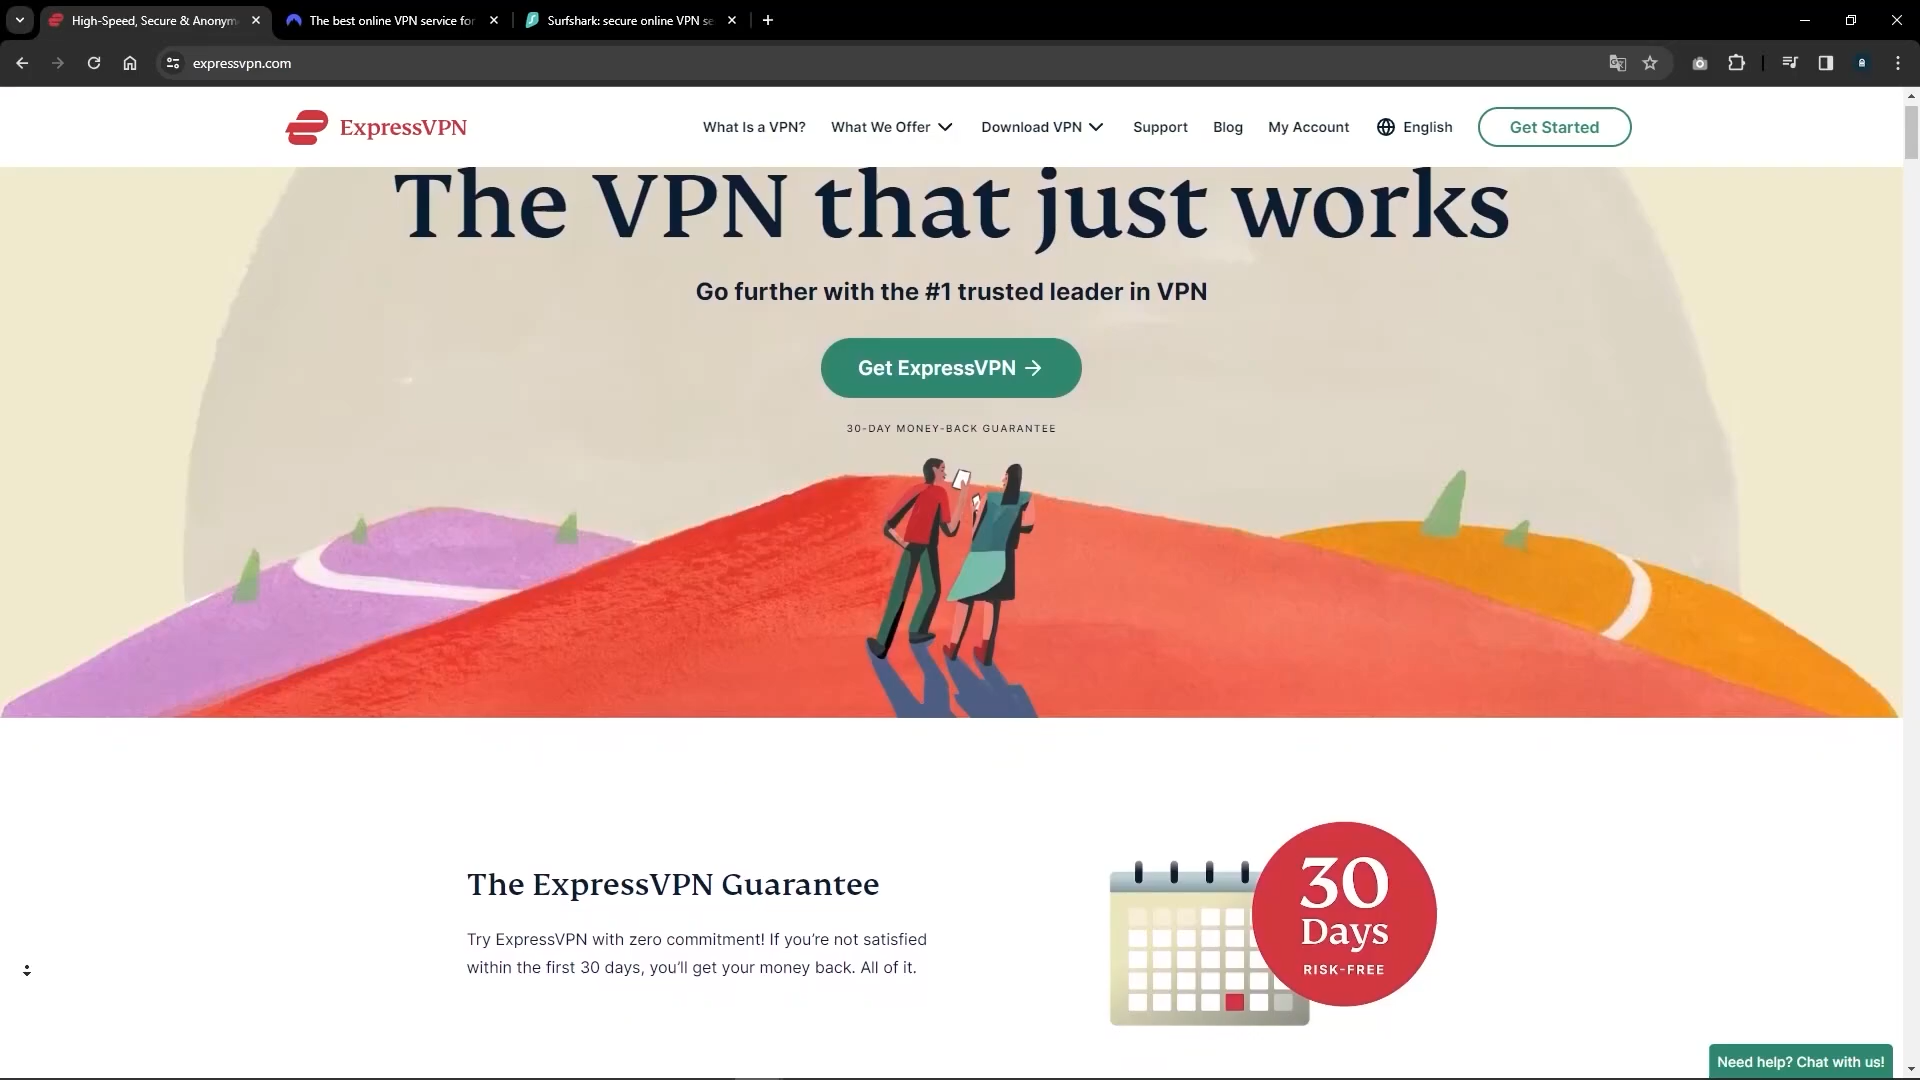 High-Speed, Secure & Anonym
The best online VPN service for
Surfshark: secure online VPN se
expressvpn.com
ExpressVPN
What Is a VPN?
What We Offer
Download VPN
Support
Blog
My Account
English
Get Started
The VPN that just works
Go further with the #1 trusted leader in VPN
Get ExpressVPN →
30-DAY MONEY-BACK GUARANTEE
The ExpressVPN Guarantee
Try ExpressVPN with zero commitment! If you’re not satisfied
within the first 30 days, you’ll get your money back. All of it.
30
Days
RISK-FREE
Need help? Chat with us!